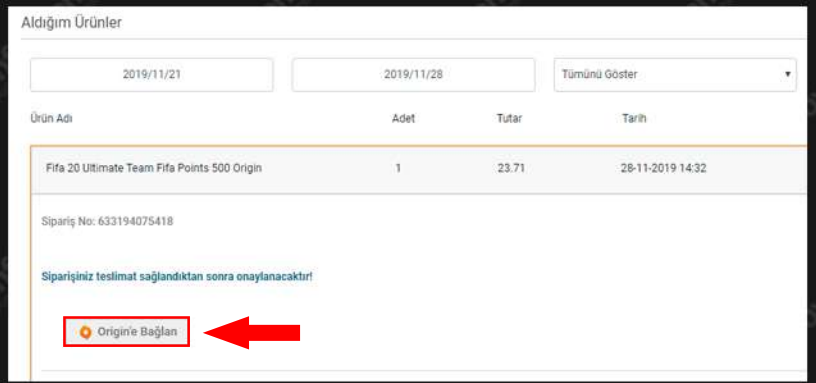 Aldığım Ürünler
2019/11/21 2019/11/28 Tümünü Göster
Ürün Adı Adet Tutar Tarih
Fifa 20 Ultimate Team Fifa Points 500 Origin 1 23.71 28-11-2019 14:32
Sipariş No: 633194075418
Siparişiniz teslimat sağlandıktan sonra onaylanacaktır!
Origin'e Bağlan